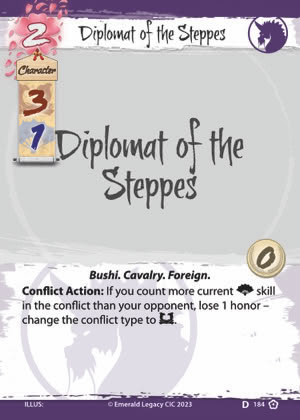 2
Diplomat of the Steppes
Character
3
1
Diplomat of the
Steppes
0
Bushi. Cavalry. Foreign.
Conflict Action: If you count more current skill
in the conflict than your opponent, lose 1 honor –
change the conflict type to .
ILLUS:
© Emerald Legacy CIC 2023
D 184